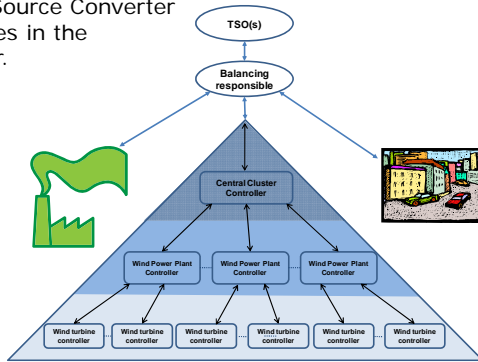 Source Converter
es in the
r.
TSO(s)
Balancing
responsible
Central Cluster
Controller
Wind Power Plant
Controller
Wind Power Plant
Controller
Wind Power Plant
Controller
Wind turbine
controller
Wind turbine
controller
Wind turbine
controller
Wind turbine
controller
Wind turbine
controller
Wind turbine
controller